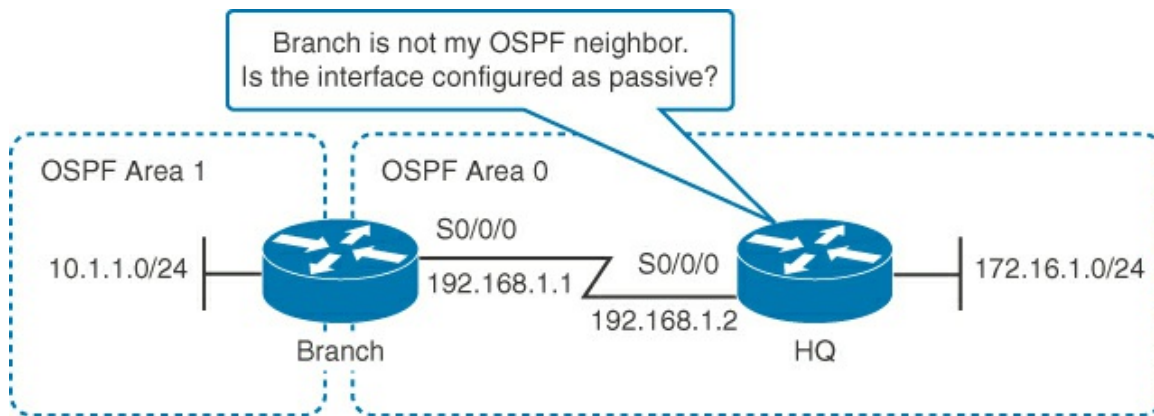 Branch is not my OSPF neighbor.
Is the interface configured as passive?
OSPF Area 1
OSPF Area 0
S0/0/0
S0/0/0
10.1.1.0/24
192.168.1.1
172.16.1.0/24
192.168.1.2
Branch
HQ